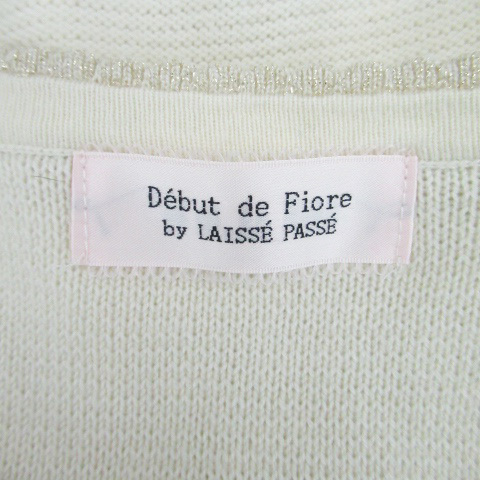 Début de Fiore
by LAISSÉ PASSÉ